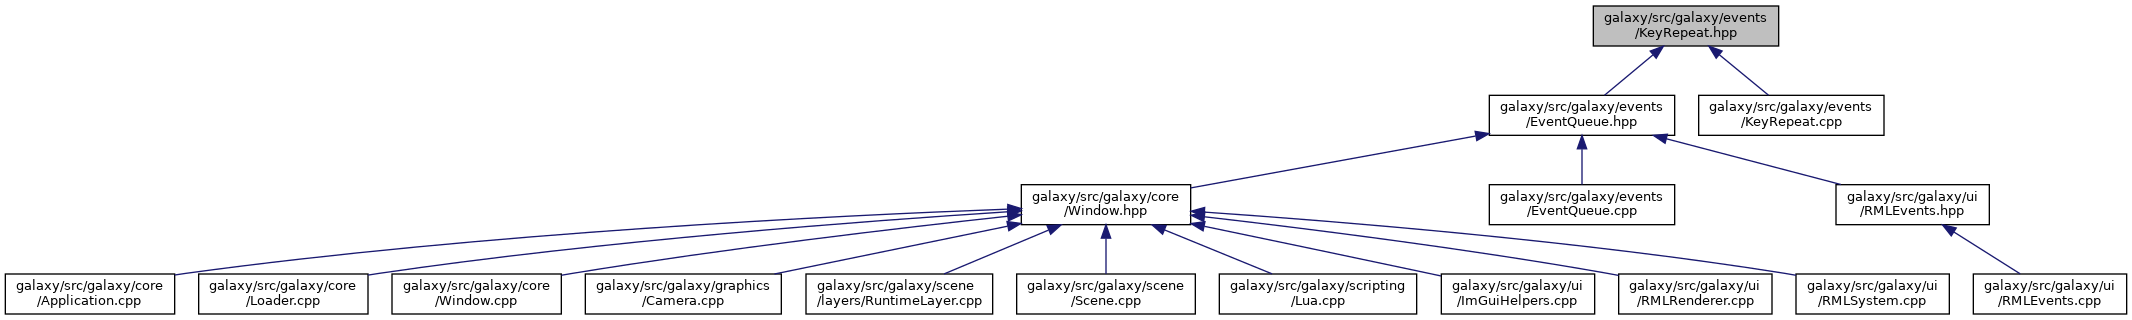 galaxy/src/galaxy/events
/KeyRepeat.hpp
galaxy/src/galaxy/events
/EventQueue.hpp
galaxy/src/galaxy/events
/KeyRepeat.cpp
galaxy/src/galaxy/core
/Window.hpp
galaxy/src/galaxy/events
/EventQueue.cpp
galaxy/src/galaxy/ui
/RMLEvents.hpp
galaxy/src/galaxy/core
/Application.cpp
galaxy/src/galaxy/core
/Loader.cpp
galaxy/src/galaxy/core
/Window.cpp
galaxy/src/galaxy/graphics
/Camera.cpp
galaxy/src/galaxy/scene
/layers/RuntimeLayer.cpp
galaxy/src/galaxy/scene
/Scene.cpp
galaxy/src/galaxy/scripting
/Lua.cpp
galaxy/src/galaxy/ui
/ImGuiHelpers.cpp
galaxy/src/galaxy/ui
/RMLRenderer.cpp
galaxy/src/galaxy/ui
/RMLSystem.cpp
galaxy/src/galaxy/ui
/RMLEvents.cpp